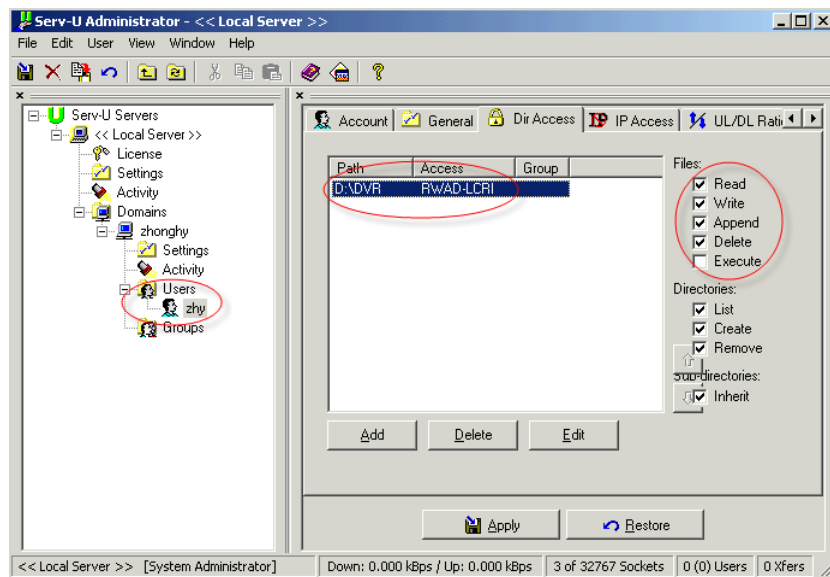 Serv-U Administrator - << Local Server >>
File Edit User View Window Help
Serv-U Servers
<< Local Server >>
License
Settings
Activity
Domains
zhonghy
Settings
Activity
Users
zhy
Groups
Account General Dir Access IP Access UL/DL Rati
Path Access Group
D:\DVR RWAD-LCRI
Files:
Read
Write
Append
Delete
Execute
Directories:
List
Create
Remove
Sub-directories:
Inherit
Add Delete Edit
Apply Restore
<< Local Server >> [System Administrator] Down: 0.000 kBps / Up: 0.000 kBps 3 of 32767 Sockets 0 (0) Users 0 Xfers